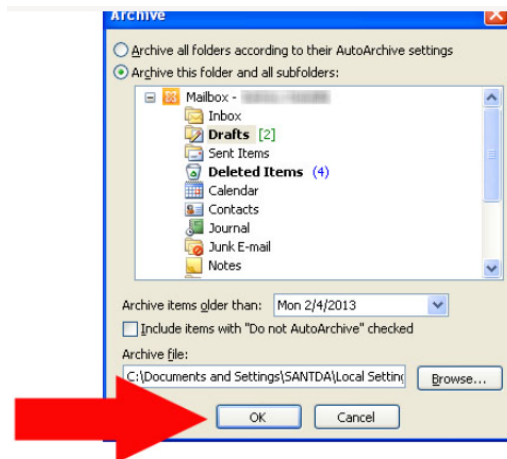 Archive
Archive all folders according to their AutoArchive settings
Archive this folder and all subfolders:
Mailbox -
Inbox
Drafts [2]
Sent Items
Deleted Items (4)
Calendar
Contacts
Journal
Junk E-mail
Notes
Archive items older than: Mon 2/4/2013
Include items with "Do not AutoArchive" checked
Archive file:
C:\Documents and Settings\SANTDA\Local Setting Browse...
OK Cancel